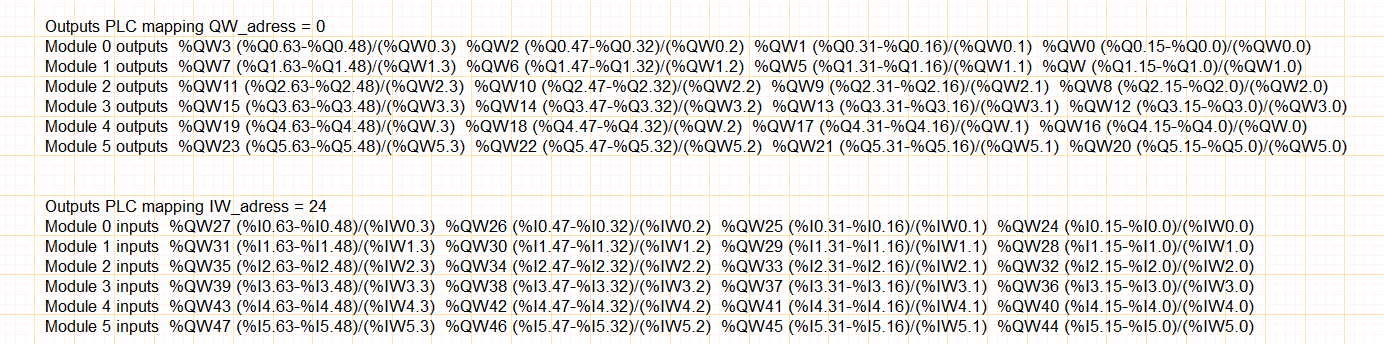 Outputs PLC mapping QW_adress = 0
Module 0 outputs %QW3 (%Q0.63-%Q0.48)/(%QW0.3) %QW2 (%Q0.47-%Q0.32)/(%QW0.2) %QW1 (%Q0.31-%Q0.16)/(%QW0.1) %QW0 (%Q0.15-%Q0.0)/(%QW0.0)
Module 1 outputs %QW7 (%Q1.63-%Q1.48)/(%QW1.3) %QW6 (%Q1.47-%Q1.32)/(%QW1.2) %QW5 (%Q1.31-%Q1.16)/(%QW1.1) %QW (%Q1.15-%Q1.0)/(%QW1.0)
Module 2 outputs %QW11 (%Q2.63-%Q2.48)/(%QW2.3) %QW10 (%Q2.47-%Q2.32)/(%QW2.2) %QW9 (%Q2.31-%Q2.16)/(%QW2.1) %QW8 (%Q2.15-%Q2.0)/(%QW2.0)
Module 3 outputs %QW15 (%Q3.63-%Q3.48)/(%QW3.3) %QW14 (%Q3.47-%Q3.32)/(%QW3.2) %QW13 (%Q3.31-%Q3.16)/(%QW3.1) %QW12 (%Q3.15-%Q3.0)/(%QW3.0)
Module 4 outputs %QW19 (%Q4.63-%Q4.48)/(%QW.3) %QW18 (%Q4.47-%Q4.32)/(%QW.2) %QW17 (%Q4.31-%Q4.16)/(%QW.1) %QW16 (%Q4.15-%Q4.0)/(%QW.0)
Module 5 outputs %QW23 (%Q5.63-%Q5.48)/(%QW5.3) %QW22 (%Q5.47-%Q5.32)/(%QW5.2) %QW21 (%Q5.31-%Q5.16)/(%QW5.1) %QW20 (%Q5.15-%Q5.0)/(%QW5.0)
Outputs PLC mapping IW_adress = 24
Module 0 inputs %QW27 (%I0.63-%I0.48)/(%IW0.3) %QW26 (%I0.47-%I0.32)/(%IW0.2) %QW25 (%I0.31-%I0.16)/(%IW0.1) %QW24 (%I0.15-%I0.0)/(%IW0.0)
Module 1 inputs %QW31 (%I1.63-%I1.48)/(%IW1.3) %QW30 (%I1.47-%I1.32)/(%IW1.2) %QW29 (%I1.31-%I1.16)/(%IW1.1) %QW28 (%I1.15-%I1.0)/(%IW1.0)
Module 2 inputs %QW35 (%I2.63-%I2.48)/(%IW2.3) %QW34 (%I2.47-%I2.32)/(%IW2.2) %QW33 (%I2.31-%I2.16)/(%IW2.1) %QW32 (%I2.15-%I2.0)/(%IW2.0)
Module 3 inputs %QW39 (%I3.63-%I3.48)/(%IW3.3) %QW38 (%I3.47-%I3.32)/(%IW3.2) %QW37 (%I3.31-%I3.16)/(%IW3.1) %QW36 (%I3.15-%I3.0)/(%IW3.0)
Module 4 inputs %QW43 (%I4.63-%I4.48)/(%IW4.3) %QW42 (%I4.47-%I4.32)/(%IW4.2) %QW41 (%I4.31-%I4.16)/(%IW4.1) %QW40 (%I4.15-%I4.0)/(%IW4.0)
Module 5 inputs %QW47 (%I5.63-%I5.48)/(%IW5.3) %QW46 (%I5.47-%I5.32)/(%IW5.2) %QW45 (%I5.31-%I5.16)/(%IW5.1) %QW44 (%I5.15-%I5.0)/(%IW5.0)